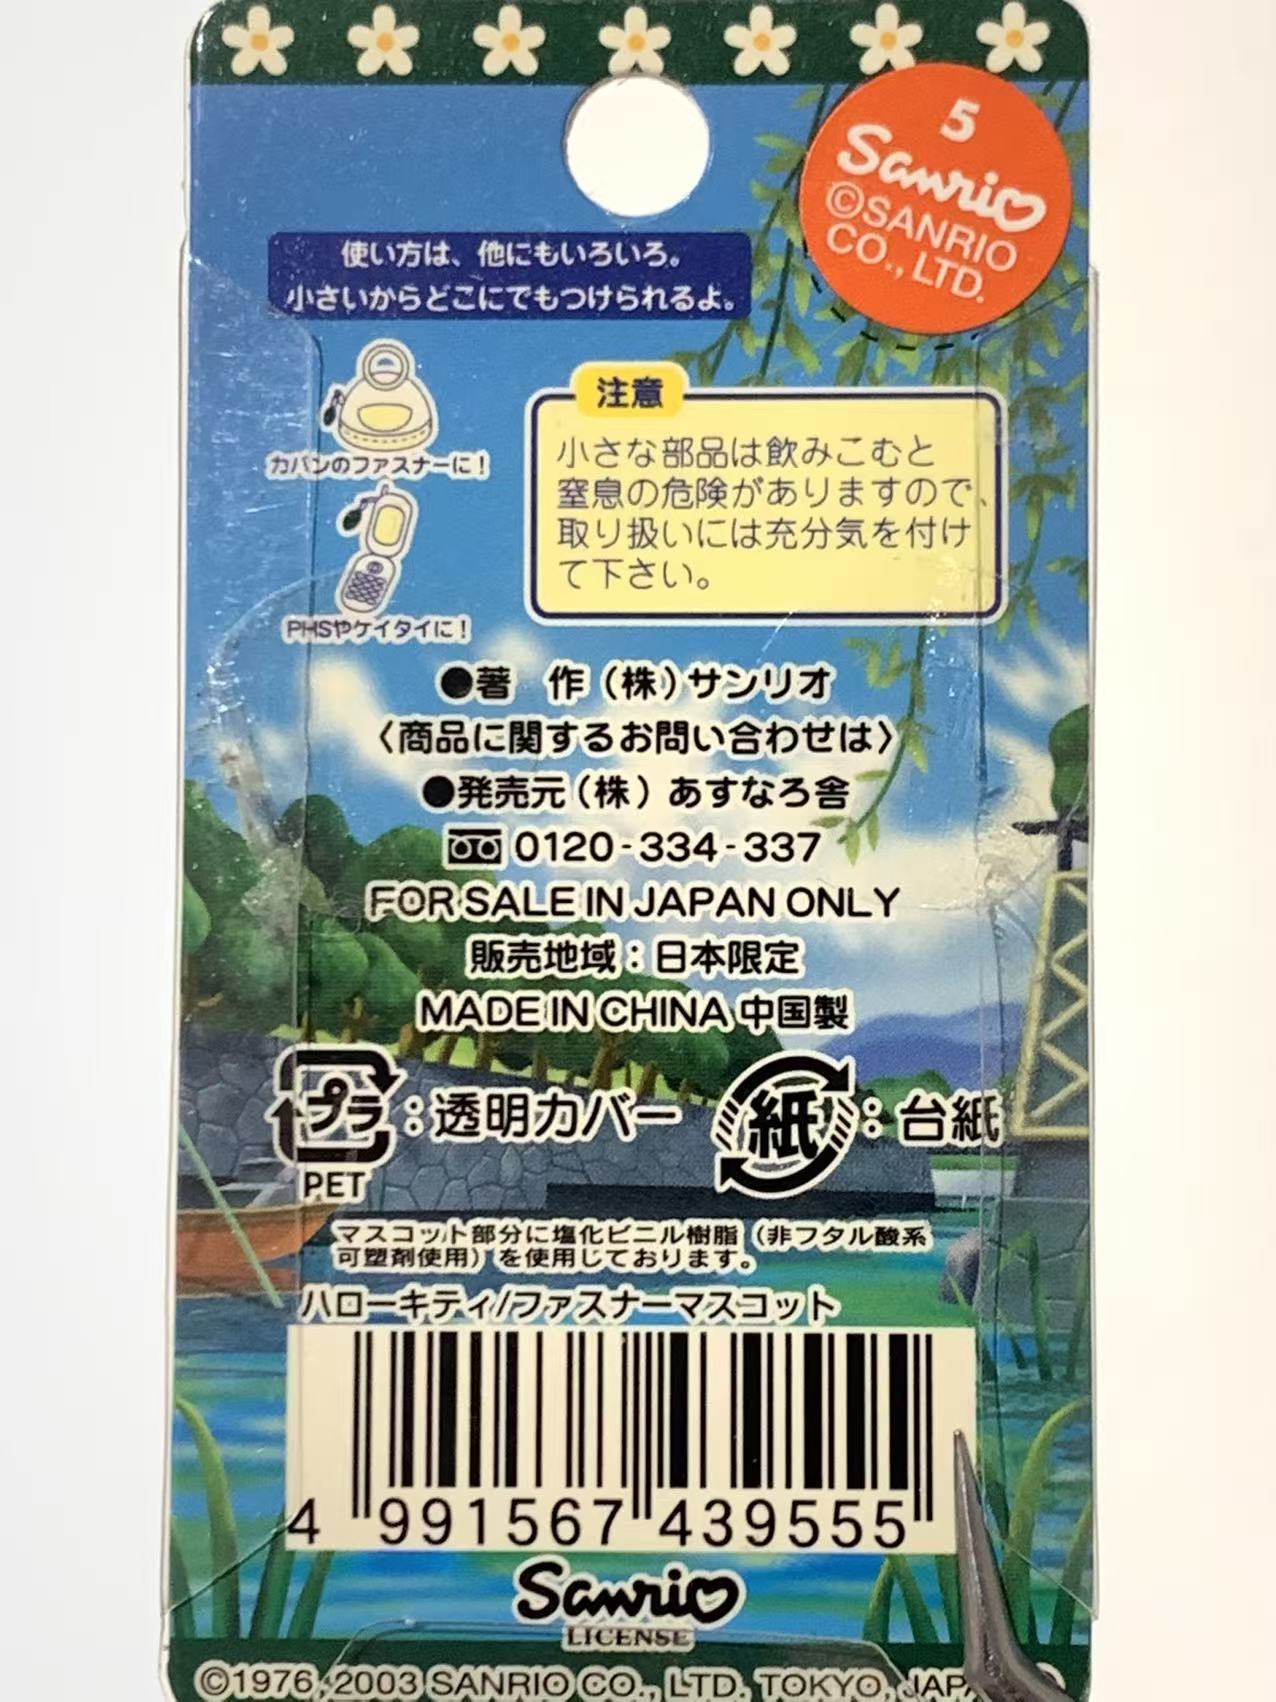 5
Sanrio
©SANRIO
CO., LTD.
使い方は、他にもいろいろ。
小さいからどこにでもつけられるよ。
カバンのファスナーに!
PHSやケイタイに!
注意
小さな部品は飲みこむと
窒息の危険がありますので、
取り扱いには充分気を付け
て下さい。
●著 作(株)サンリオ
〈商品に関するお問い合わせは〉
●発売元(株)あすなろ舎
0120-334-337
FOR SALE IN JAPAN ONLY
販売地域:日本限定
MADE IN CHINA 中国製
プラ:透明カバー 紙:台紙
PET
マスコット部分に塩化ビニル樹脂(非フタル酸系
可塑剤使用)を使用しております。
ハローキティ/ファスナーマスコット
4 991567 439555
Sanrio
LICENSE
©1976,2003 SANRIO CO., LTD. TOKYO,